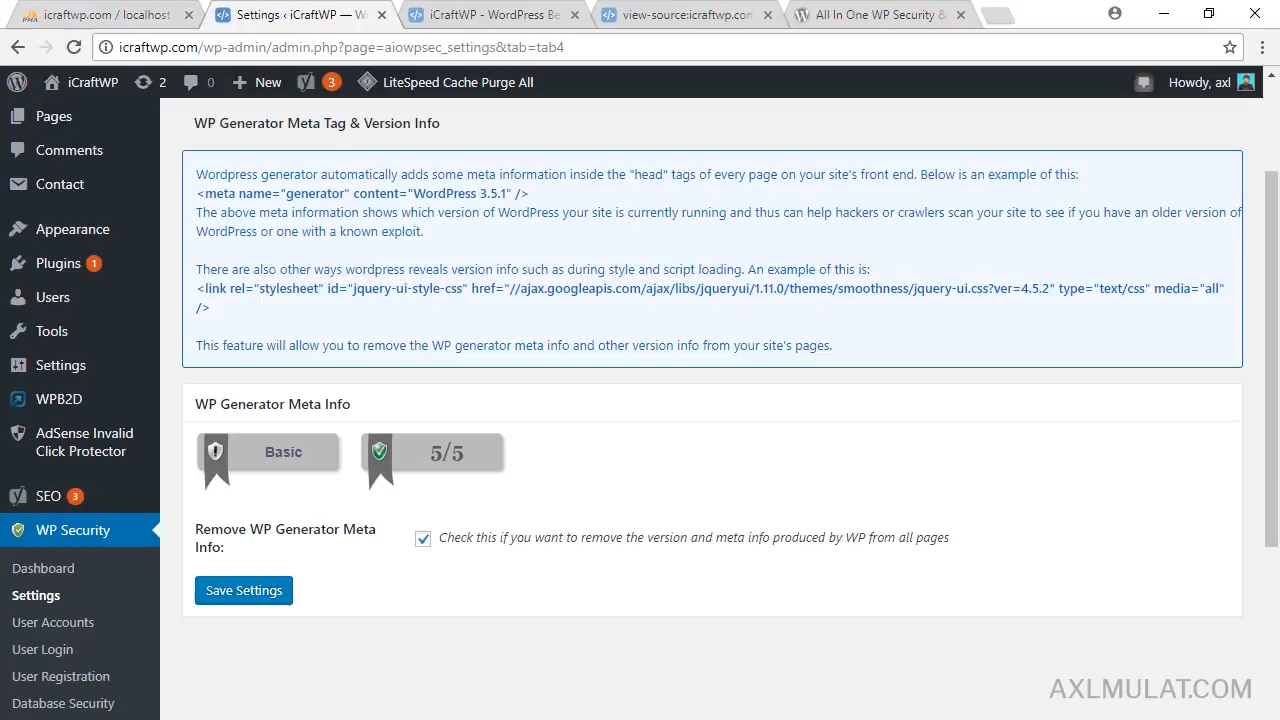 icraftwp.com / localhost
Settings ‹ iCraftWP — W
iCraftWP - WordPress Be
view-source:icraftwp.com
All In One WP Security &
icraftwp.com/wp-admin/admin.php?page=aiowpsec_settings&tab=tab4
iCraftWP
2
0
New
3
LiteSpeed Cache Purge All
Howdy, axl
Pages
Comments
Contact
Appearance
Plugins 1
Users
Tools
Settings
WPB2D
AdSense Invalid
Click Protector
SEO 3
WP Security
Dashboard
Settings
User Accounts
User Login
User Registration
Database Security
WP Generator Meta Tag & Version Info
Wordpress generator automatically adds some meta information inside the "head" tags of every page on your site's front end. Below is an example of this:
<meta name="generator" content="WordPress 3.5.1" />
The above meta information shows which version of WordPress your site is currently running and thus can help hackers or crawlers scan your site to see if you have an older version of
WordPress or one with a known exploit.
There are also other ways wordpress reveals version info such as during style and script loading. An example of this is:
<link rel="stylesheet" id="jquery-ui-style-css" href="//ajax.googleapis.com/ajax/libs/jqueryui/1.11.0/themes/smoothness/jquery-ui.css?ver=4.5.2" type="text/css" media="all"
/>
This feature will allow you to remove the WP generator meta info and other version info from your site's pages.
WP Generator Meta Info
Basic
5/5
Remove WP Generator Meta
Info:
Check this if you want to remove the version and meta info produced by WP from all pages
Save Settings
AXLMULAT.COM